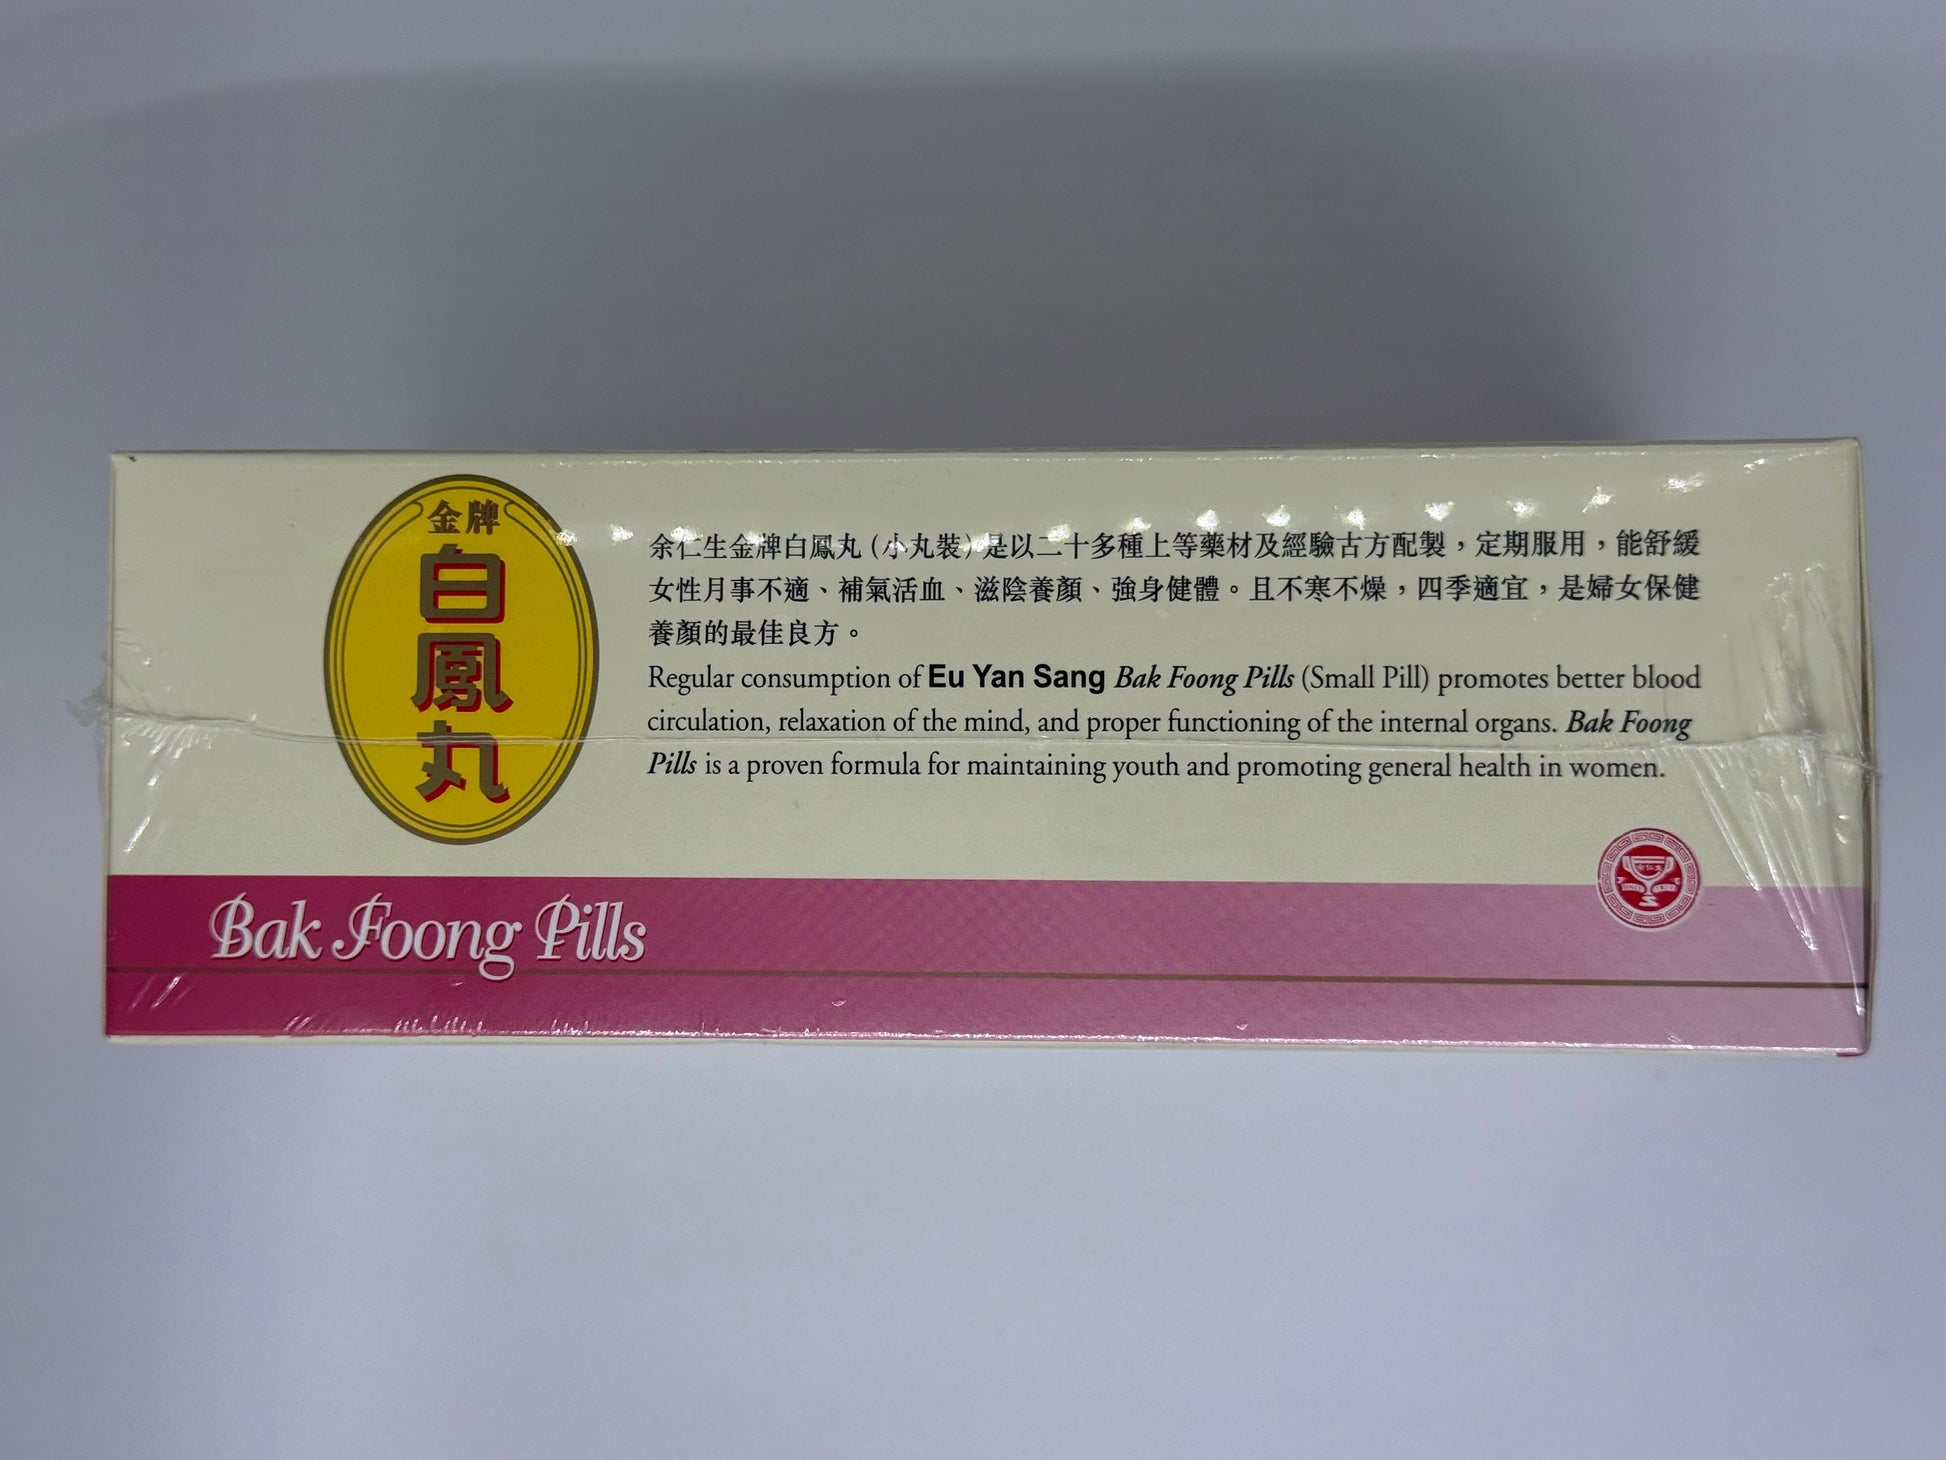 金牌
白鳳丸
余仁生金牌白鳳丸(小丸裝)是以二十多種上等藥材及經驗古方配製，定期服用，能舒緩
女性月事不適、補氣活血、滋陰養顏、強身健體。且不寒不燥，四季適宜，是婦女保健
養顏的最佳良方。
Regular consumption of Eu Yan Sang Bak Foong Pills (Small Pill) promotes better blood
circulation, relaxation of the mind, and proper functioning of the internal organs. Bak Foong
Pills is a proven formula for maintaining youth and promoting general health in women.
Bak Foong Pills